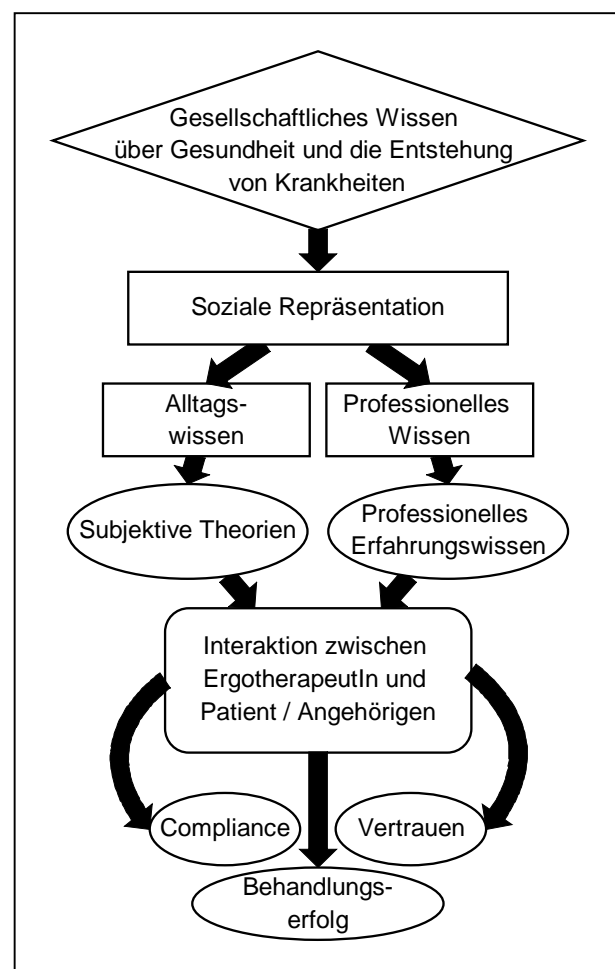 Gesellschaftliches Wissen
über Gesundheit und die Entstehung
von Krankheiten
Soziale Repräsentation
Alltags-
wissen
Professionelles
Wissen
Subjektive Theorien
Professionelles
Erfahrungswissen
Interaktion zwischen
ErgotherapeutIn und
Patient / Angehörigen
Compliance
Vertrauen
Behandlungs-
erfolg